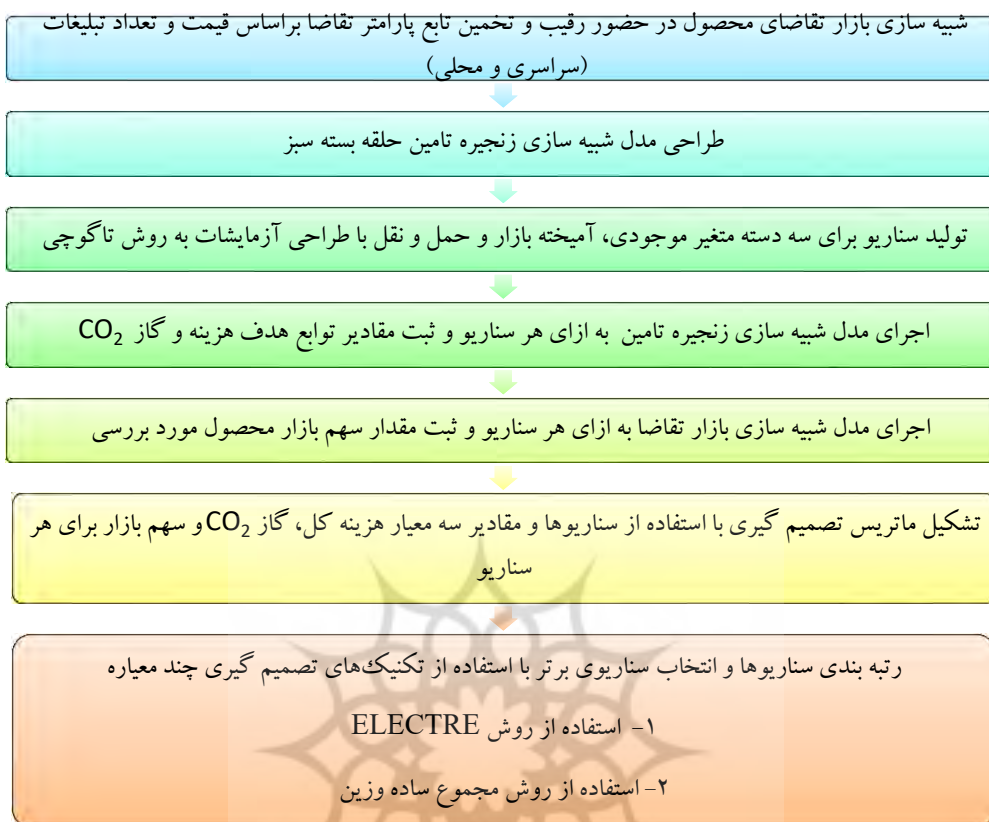 شبیه سازی بازار تقاضای محصول در حضور رقیب و تخمین تابع پارامتر تقاضا براساس قیمت و تعداد تبلیغات
(سراسری و محلی)
طراحی مدل شبیه سازی زنجیره تامین حلقه بسته سبز
تولید سناریو برای سه دسته متغیر موجودی، آمیخته بازار و حمل و نقل با طراحی آزمایشات به روش تاگوچی
اجرای مدل شبیه سازی زنجیره تامین به ازای هر سناریو و ثبت مقادیر توابع هدف هزینه و گاز CO₂
اجرای مدل شبیه سازی بازار تقاضا به ازای هر سناریو و ثبت مقدار سهم بازار محصول مورد بررسی
تشکیل ماتریس تصمیم گیری با استفاده از سناریوها و مقادیر سه معیار هزینه کل، گاز CO₂ و سهم بازار برای هر
سناریو
رتبه بندی سناریوها و انتخاب سناریوی برتر با استفاده از تکنیک‌های تصمیم گیری چند معیاره
۱- استفاده از روش ELECTRE
۲- استفاده از روش مجموع ساده وزین